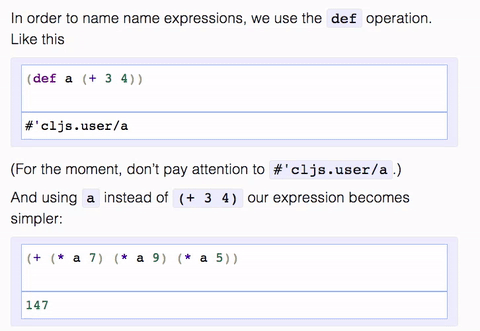 In order to name name expressions, we use the def operation.
Like this
(def a (+ 3 4))
#'cljs.user/a
(For the moment, don't pay attention to #'cljs.user/a .)
And using a instead of (+ 3 4) our expression becomes
simpler:
(+ (* a 7) (* a 9) (* a 5))
147